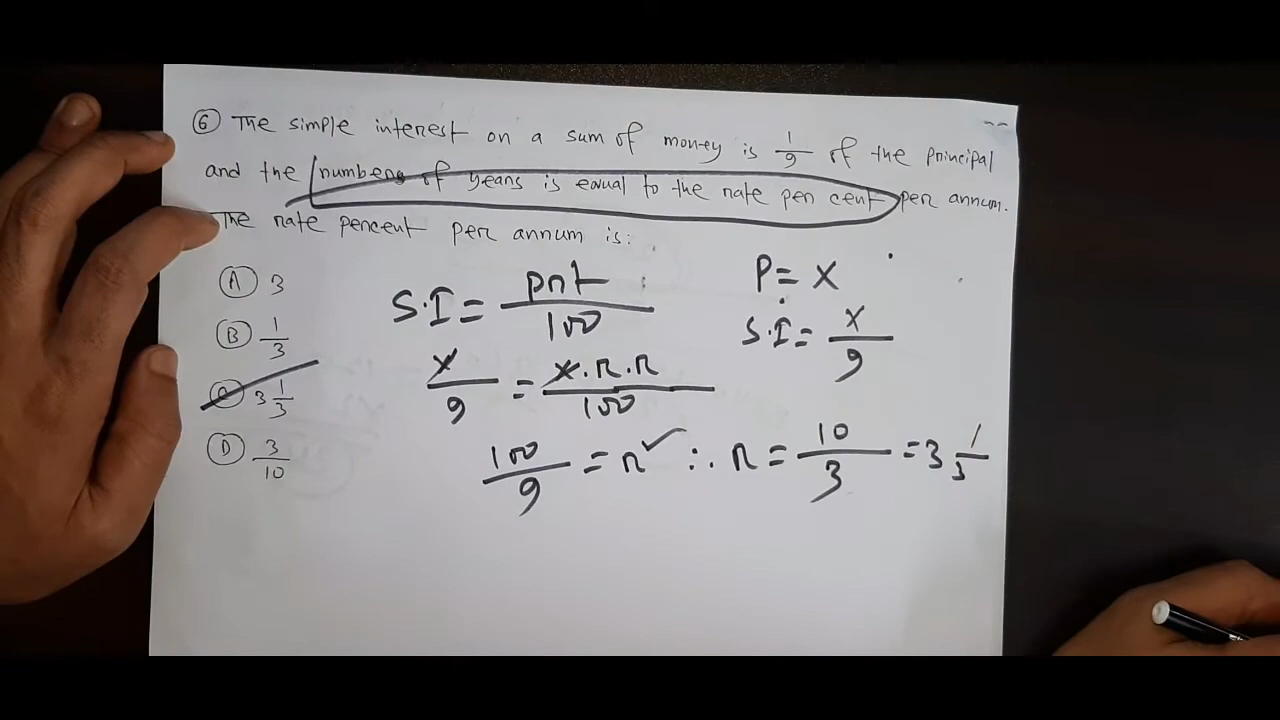 ⑥ The simple interest on a sum of money is 1/9 of the principal
and the numbers of years is equal to the rate per cent per annum.
The rate percent per annum is:
Ⓐ 3
Ⓑ 1/3
Ⓒ 3 1/3
Ⓓ 3/10
S.I = prt/100
P = x
S.I = x/9
x/9 = x.r.r/100
100/9 = r² ∴ r = 10/3 = 3 1/3